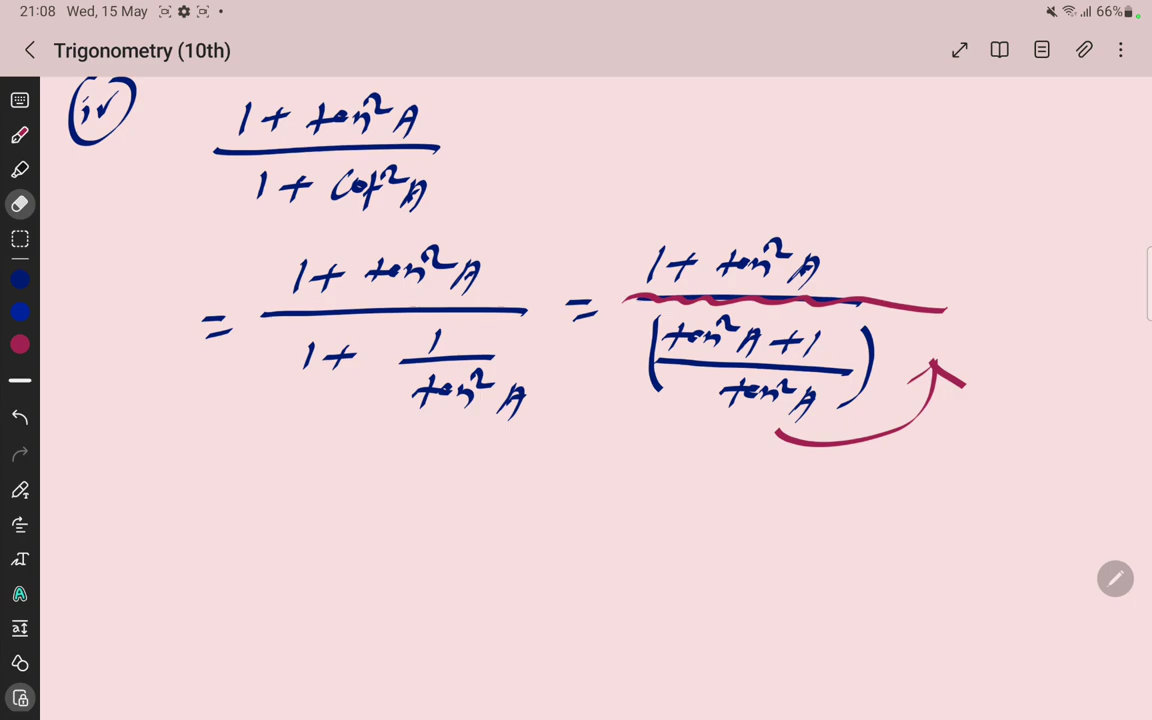 21:08 Wed, 15 May 66%
Trigonometry (10th)
iv
1 + tan²A
1 + Cot²A
= 1 + tan²A = 1 + tan²A
1 + 1 (tan²A + 1)
tan²A tan²A